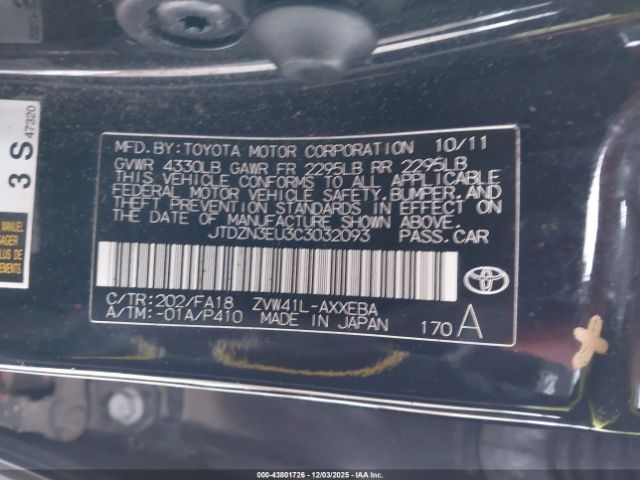 MFD. BY: TOYOTA MOTOR CORPORATION 10/11
GVWR 4330LB GAWR FR 2295LB RR 2295LB
THIS VEHICLE CONFORMS TO ALL APPLICABLE
FEDERAL MOTOR VEHICLE SAFETY, BUMPER, AND
THEFT PREVENTION STANDARDS IN EFFECT ON
THE DATE OF MANUFACTURE SHOWN ABOVE.
JTDZN3EU3C3032093 PASS. CAR
C/TR: 202/FA18 ZVW41L-AXXEBA
A/TM: -01A/P410 MADE IN JAPAN 170 A
TOYOTA
3 S
47320
MANUEL
000-43801726 - 12/03/2025 - IAA Inc.